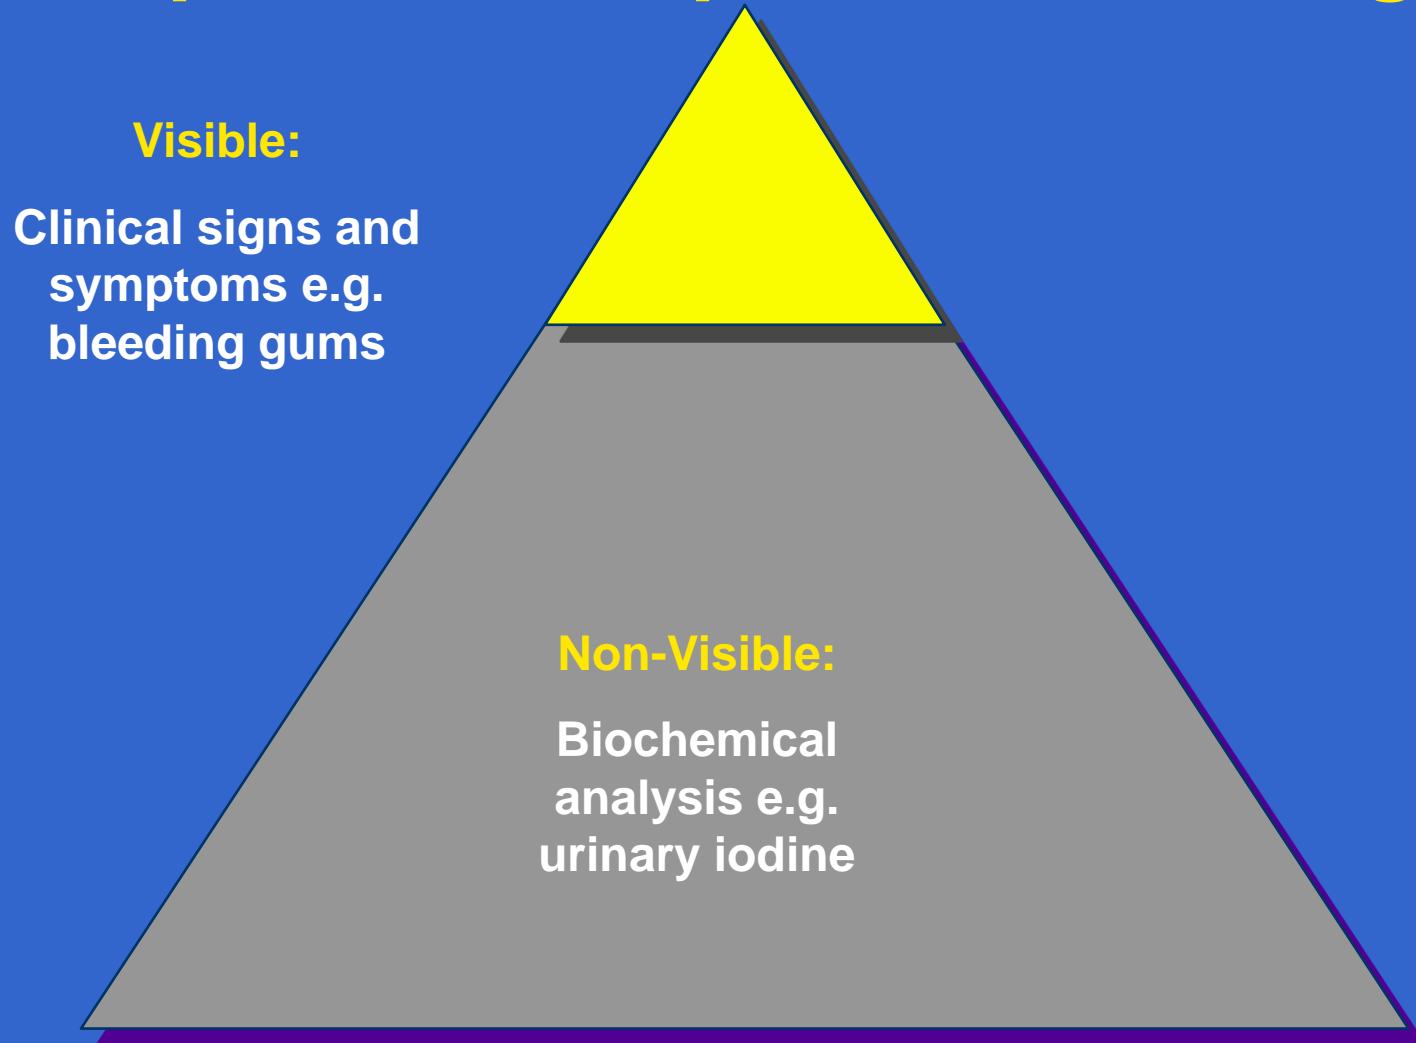 Visible:
Clinical signs and
symptoms e.g.
bleeding gums
Non-Visible:
Biochemical
analysis e.g.
urinary iodine